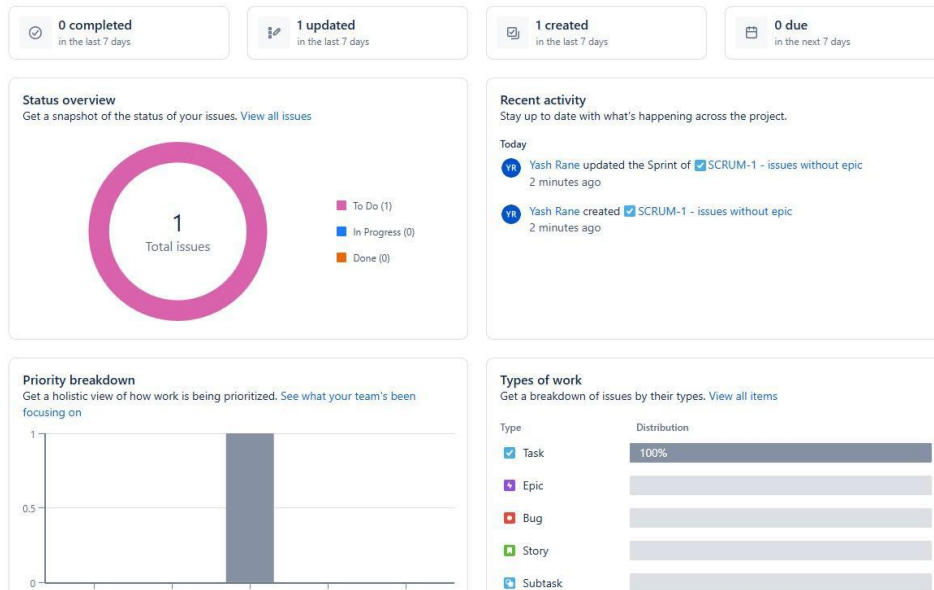 0 completed
in the last 7 days
1 updated
in the last 7 days
1 created
in the last 7 days
0 due
in the next 7 days
Status overview
Get a snapshot of the status of your issues. View all issues
1
Total issues
To Do (1)
In Progress (0)
Done (0)
Recent activity
Stay up to date with what's happening across the project.
Today
YR
Yash Rane updated the Sprint of SCRUM-1 - issues without epic
2 minutes ago
YR
Yash Rane created SCRUM-1 - issues without epic
2 minutes ago
Priority breakdown
Get a holistic view of how work is being prioritized. See what your team's been
focusing on
1
0.5
0
Types of work
Get a breakdown of issues by their types. View all items
Type Distribution
Task 100%
Epic
Bug
Story
Subtask